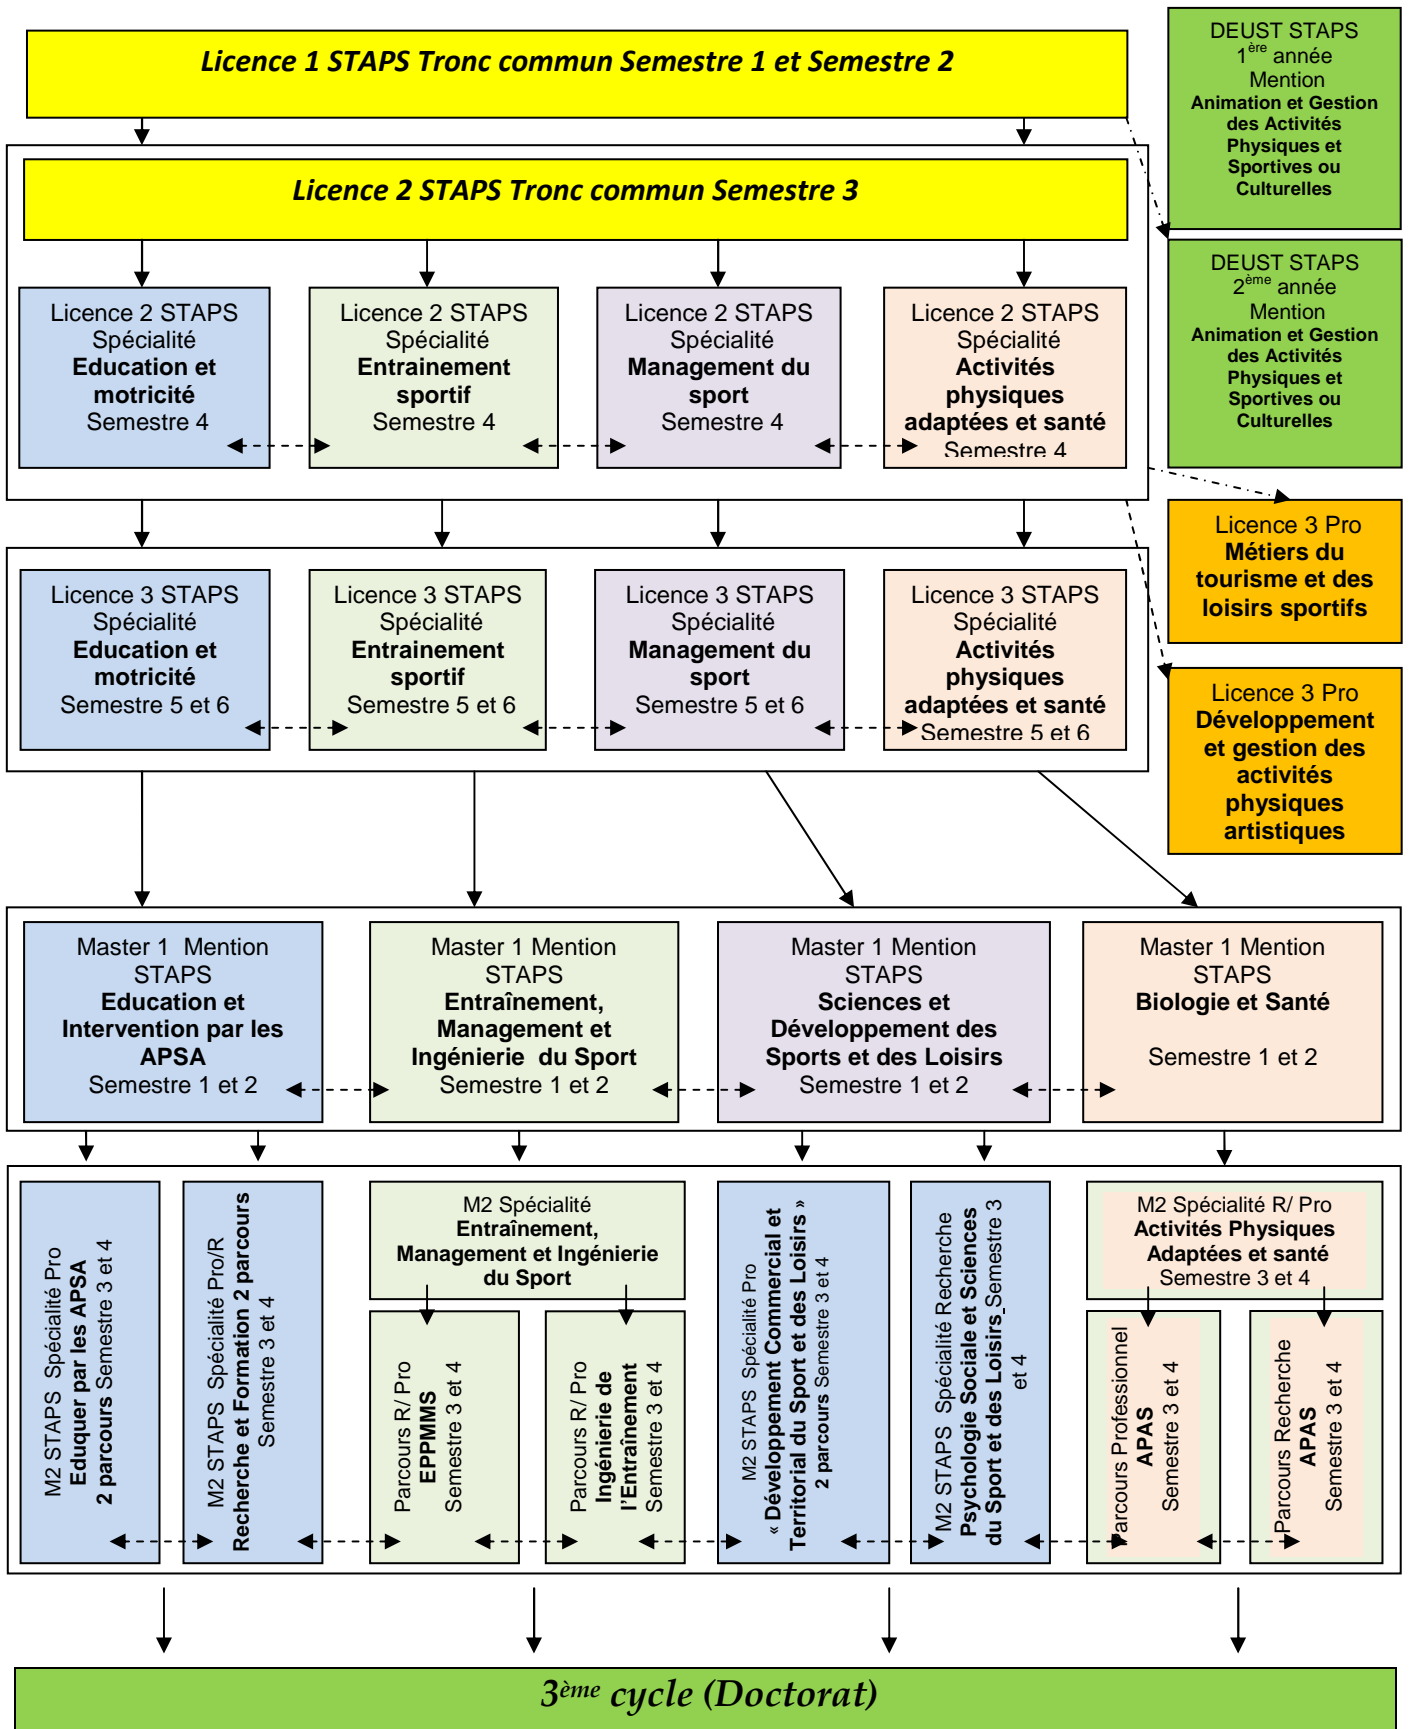 Licence 1 STAPS Tronc commun Semestre 1 et Semestre 2
DEUST STAPS
1ère année
Mention
Animation et Gestion
des Activités
Physiques et
Sportives ou
Culturelles
Licence 2 STAPS Tronc commun Semestre 3
DEUST STAPS
2ème année
Mention
Animation et Gestion
des Activités
Physiques et
Sportives ou
Culturelles
Licence 2 STAPS
Spécialité
Education et
motricité
Semestre 4
Licence 2 STAPS
Spécialité
Entrainement
sportif
Semestre 4
Licence 2 STAPS
Spécialité
Management du
sport
Semestre 4
Licence 2 STAPS
Spécialité
Activités
physiques
adaptées et santé
Semestre 4
Licence 3 Pro
Métiers du
tourisme et des
loisirs sportifs
Licence 3 STAPS
Spécialité
Education et
motricité
Semestre 5 et 6
Licence 3 STAPS
Spécialité
Entrainement
sportif
Semestre 5 et 6
Licence 3 STAPS
Spécialité
Management du
sport
Semestre 5 et 6
Licence 3 STAPS
Spécialité
Activités
physiques
adaptées et santé
Semestre 5 et 6
Licence 3 Pro
Développement
et gestion des
activités
physiques
artistiques
Master 1 Mention
STAPS
Education et
Intervention par les
APSA
Semestre 1 et 2
Master 1 Mention
STAPS
Entraînement,
Management et
Ingénierie du Sport
Semestre 1 et 2
Master 1 Mention
STAPS
Sciences et
Développement des
Sports et des Loisirs
Semestre 1 et 2
Master 1 Mention
STAPS
Biologie et Santé
Semestre 1 et 2
M2 STAPS Spécialité Pro
Eduquer par les APSA
2 parcours Semestre 3 et 4
M2 STAPS Spécialité Pro/R
Recherche et Formation 2 parcours
Semestre 3 et 4
M2 Spécialité
Entraînement,
Management et Ingénierie
du Sport
Parcours R/ Pro
EPPMMS
Semestre 3 et 4
Parcours R/ Pro
Ingénierie de
l'Entraînement
Semestre 3 et 4
M2 STAPS Spécialité Pro
« Développement Commercial et
Territorial du Sport et des Loisirs »
2 parcours Semestre 3 et 4
M2 STAPS Spécialité Recherche
Psychologie Sociale et Sciences
du Sport et des Loisirs Semestre 3
et 4
M2 Spécialité R/ Pro
Activités Physiques
Adaptées et santé
Semestre 3 et 4
Parcours Professionnel
APAS
Semestre 3 et 4
Parcours Recherche
APAS
Semestre 3 et 4
3ème cycle (Doctorat)